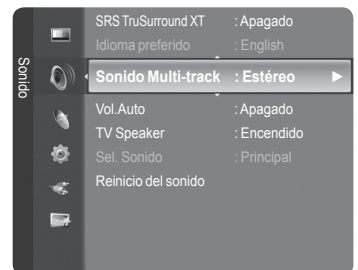 Sonido
SRS TruSurround XT : Apagado
Idioma preferido : English
Sonido Multi-track : Estéreo
Vol.Auto : Apagado
TV Speaker : Encendido
Sel. Sonido : Principal
Reinicio del sonido